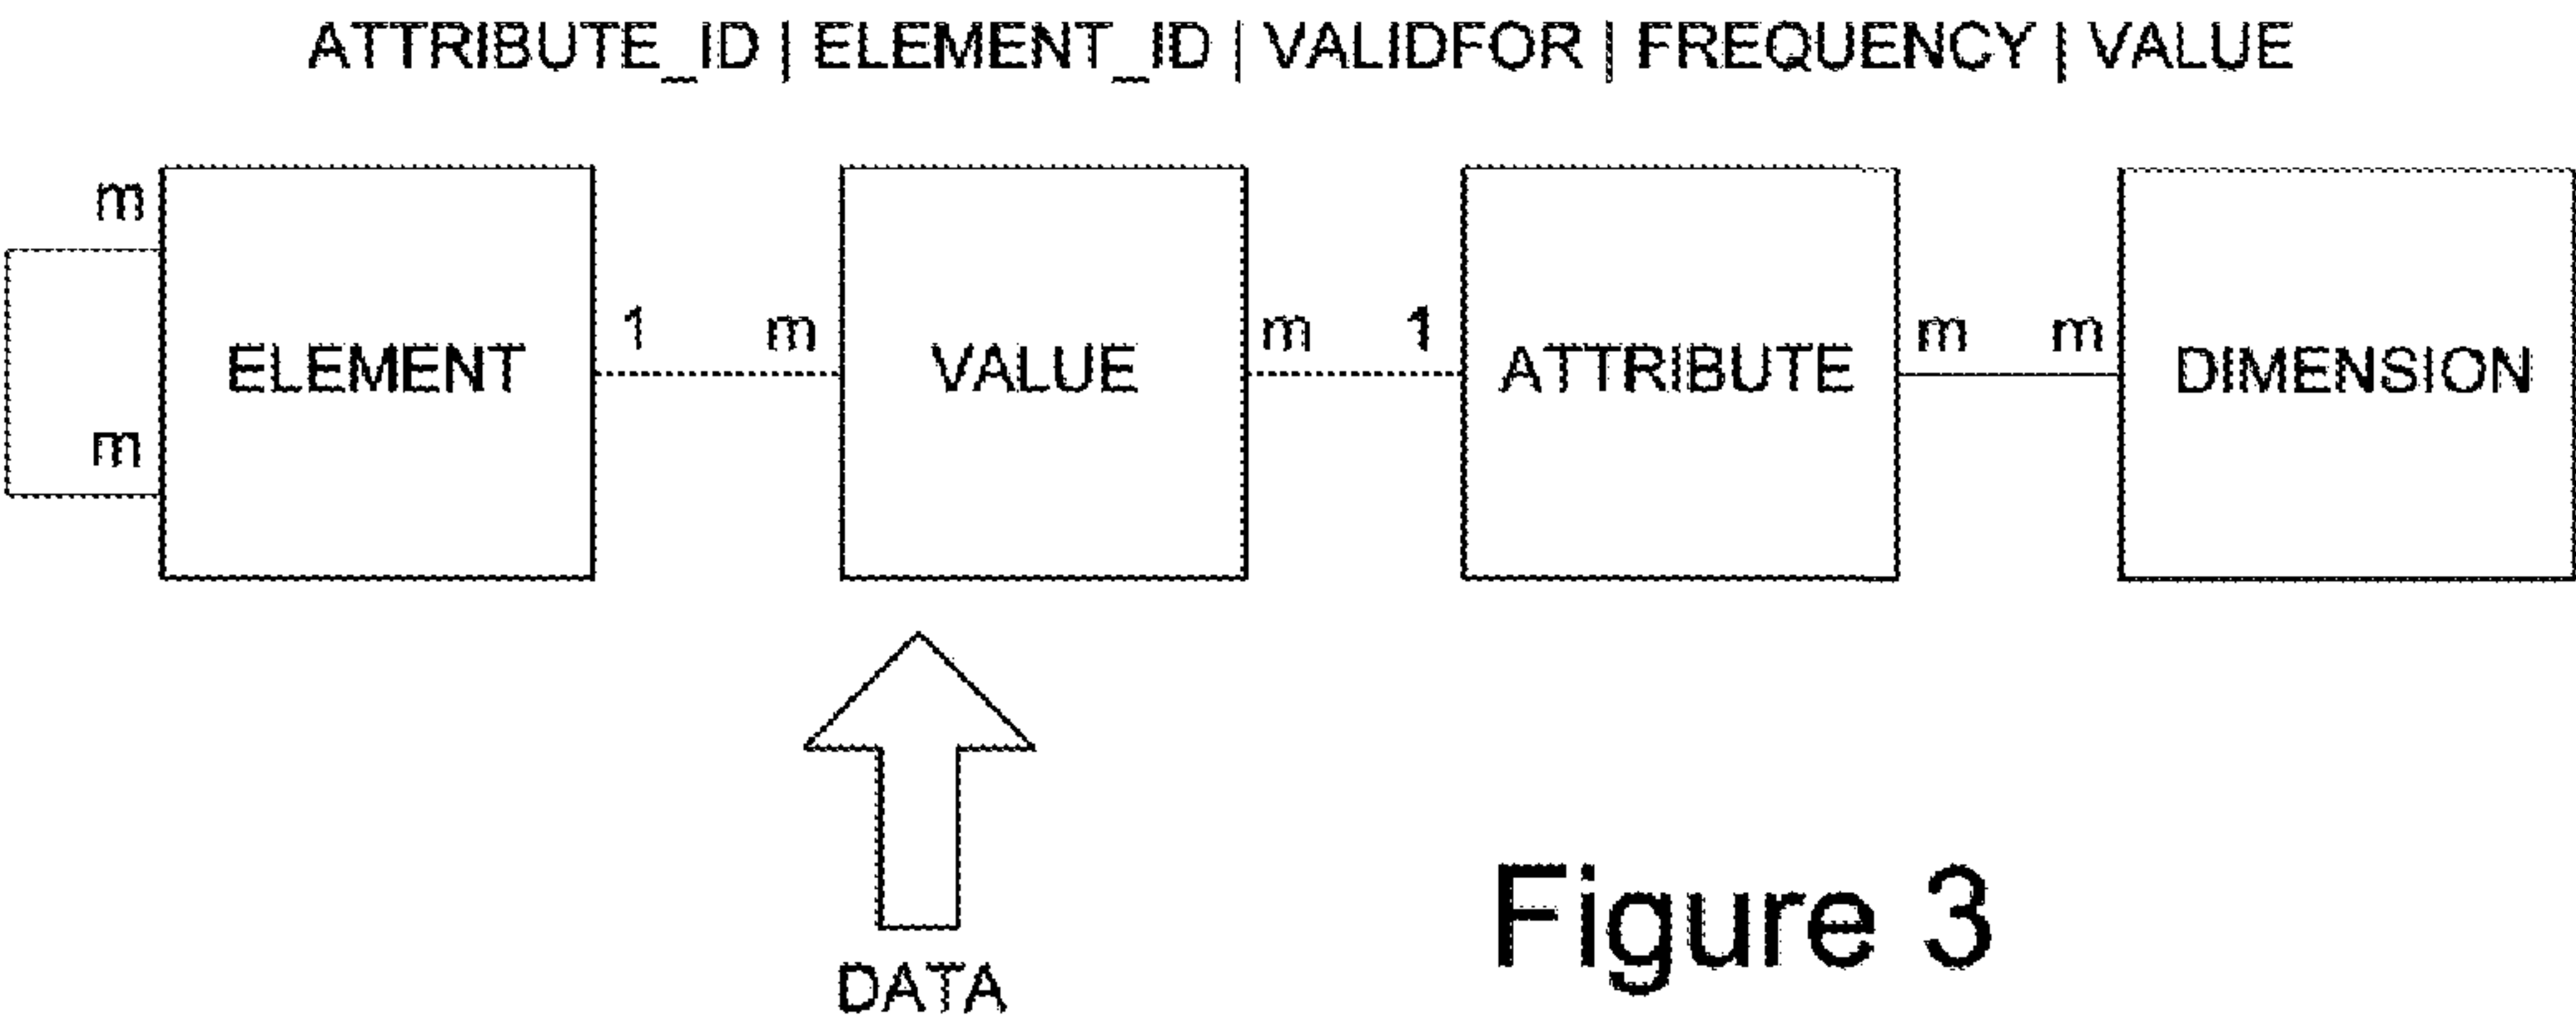 ATTRIBUTE_ID | ELEMENT_ID | VALIDFOR | FREQUENCY | VALUE
m
1 m m 1 m m
ELEMENT VALUE ATTRIBUTE DIMENSION
m
DATA
Figure 3